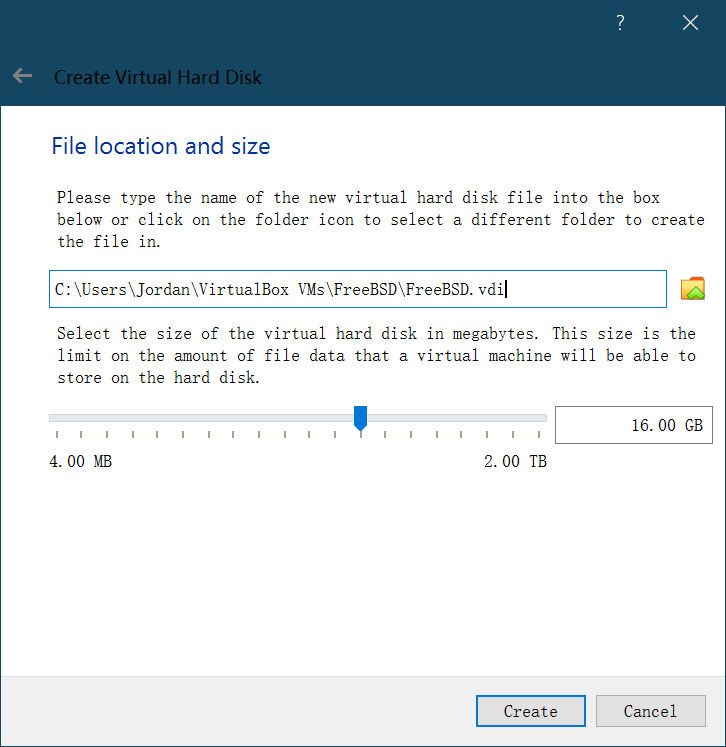 ?
Create Virtual Hard Disk
File location and size
Please type the name of the new virtual hard disk file into the box
below or click on the folder icon to select a different folder to create
the file in.
C:\Users\Jordan\VirtualBox VMs\FreeBSD\FreeBSD.vdi
Select the size of the virtual hard disk in megabytes. This size is the
limit on the amount of file data that a virtual machine will be able to
store on the hard disk.
16.00 GB
4.00 MB 2.00 TB
Create Cancel